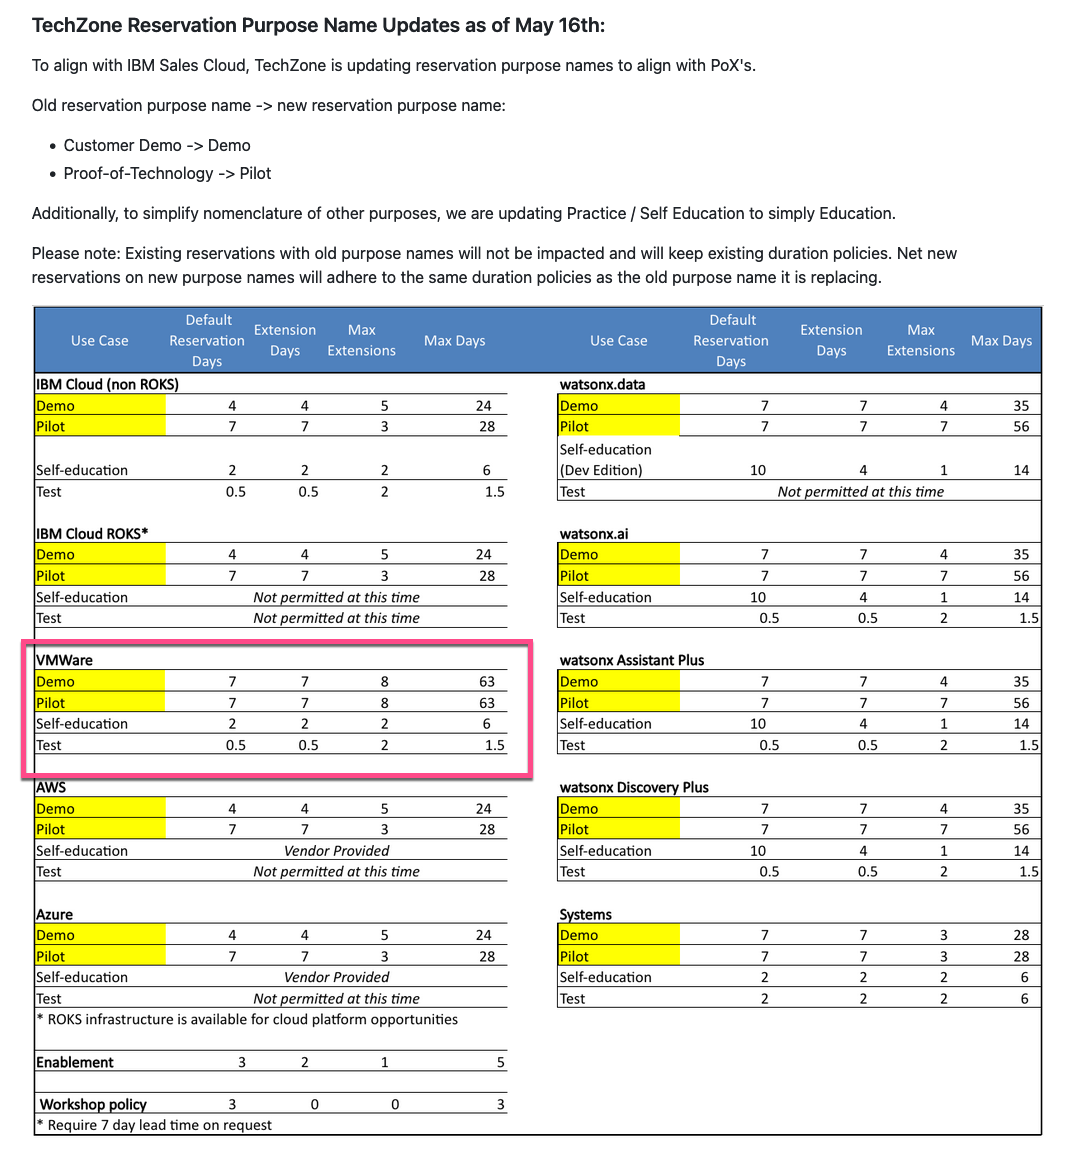 TechZone Reservation Purpose Name Updates as of May 16th:
To align with IBM Sales Cloud, TechZone is updating reservation purpose names to align with PoX's.
Old reservation purpose name -> new reservation purpose name:
• Customer Demo -> Demo
• Proof-of-Technology -> Pilot
Additionally, to simplify nomenclature of other purposes, we are updating Practice / Self Education to simply Education.
Please note: Existing reservations with old purpose names will not be impacted and will keep existing duration policies. Net new
reservations on new purpose names will adhere to the same duration policies as the old purpose name it is replacing.
Use Case Default Reservation Days Extension Days Max Extensions Max Days
IBM Cloud (non ROKS)
Demo 4 4 5 24
Pilot 7 7 3 28
Self-education 2 2 2 6
Test 0.5 0.5 2 1.5
IBM Cloud ROKS*
Demo 4 4 5 24
Pilot 7 7 3 28
Self-education Not permitted at this time
Test Not permitted at this time
VMWare
Demo 7 7 8 63
Pilot 7 7 8 63
Self-education 2 2 2 6
Test 0.5 0.5 2 1.5
AWS
Demo 4 4 5 24
Pilot 7 7 3 28
Self-education Vendor Provided
Test Not permitted at this time
Azure
Demo 4 4 5 24
Pilot 7 7 3 28
Self-education Vendor Provided
Test Not permitted at this time
* ROKS infrastructure is available for cloud platform opportunities
Enablement 3 2 1 5
Workshop policy 3 0 0 3
* Require 7 day lead time on request
Use Case Default Reservation Days Extension Days Max Extensions Max Days
watsonx.data
Demo 7 7 4 35
Pilot 7 7 7 56
Self-education
(Dev Edition) 10 4 1 14
Test Not permitted at this time
watsonx.ai
Demo 7 7 4 35
Pilot 7 7 7 56
Self-education 10 4 1 14
Test 0.5 0.5 2 1.5
watsonx Assistant Plus
Demo 7 7 4 35
Pilot 7 7 7 56
Self-education 10 4 1 14
Test 0.5 0.5 2 1.5
watsonx Discovery Plus
Demo 7 7 4 35
Pilot 7 7 7 56
Self-education 10 4 1 14
Test 0.5 0.5 2 1.5
Systems
Demo 7 7 3 28
Pilot 7 7 3 28
Self-education 2 2 2 6
Test 2 2 2 6